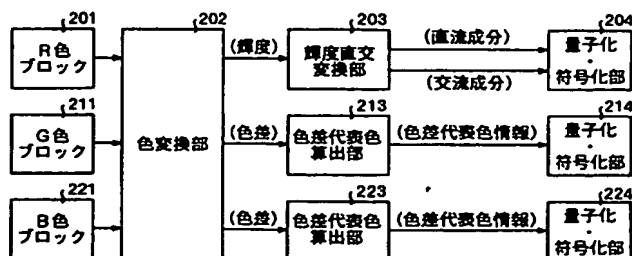 201
R色
ブロック
202
色変換部
(輝度)
203
輝度直交
変換部
(直流成分)
(交流成分)
204
量子化
・
符号化部
211
G色
ブロック
(色差)
213
色差代表色
算出部
(色差代表色情報)
214
量子化
・
符号化部
221
B色
ブロック
(色差)
223
色差代表色
算出部
(色差代表色情報)
224
量子化
・
符号化部